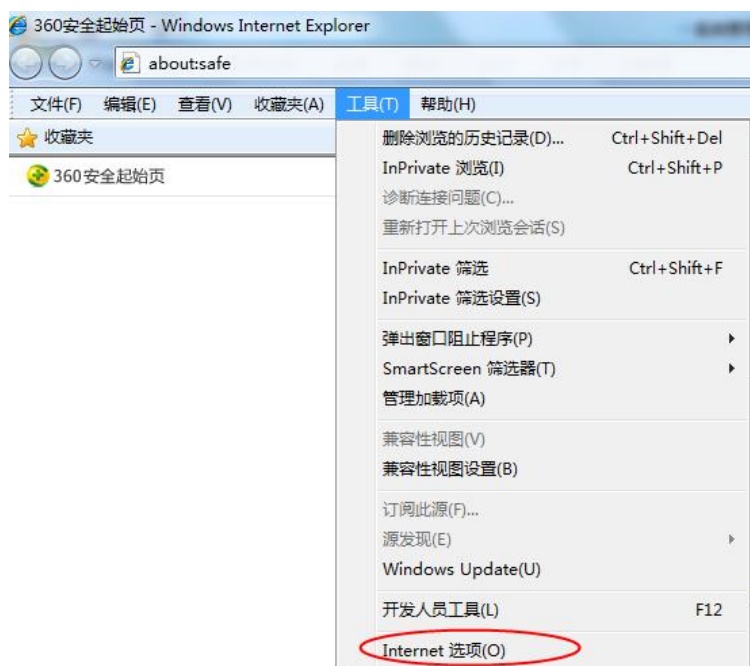 360安全起始页 - Windows Internet Explorer
about:safe
文件(F) 编辑(E) 查看(V) 收藏夹(A) 工具(T) 帮助(H)
收藏夹
360安全起始页
删除浏览的历史记录(D)... Ctrl+Shift+Del
InPrivate 浏览(I) Ctrl+Shift+P
诊断连接问题(C)...
重新打开上次浏览会话(S)
InPrivate 筛选 Ctrl+Shift+F
InPrivate 筛选设置(S)
弹出窗口阻止程序(P)
SmartScreen 筛选器(T)
管理加载项(A)
兼容性视图(V)
兼容性视图设置(B)
订阅此源(F)...
源发现(E)
Windows Update(U)
开发人员工具(L) F12
Internet 选项(O)